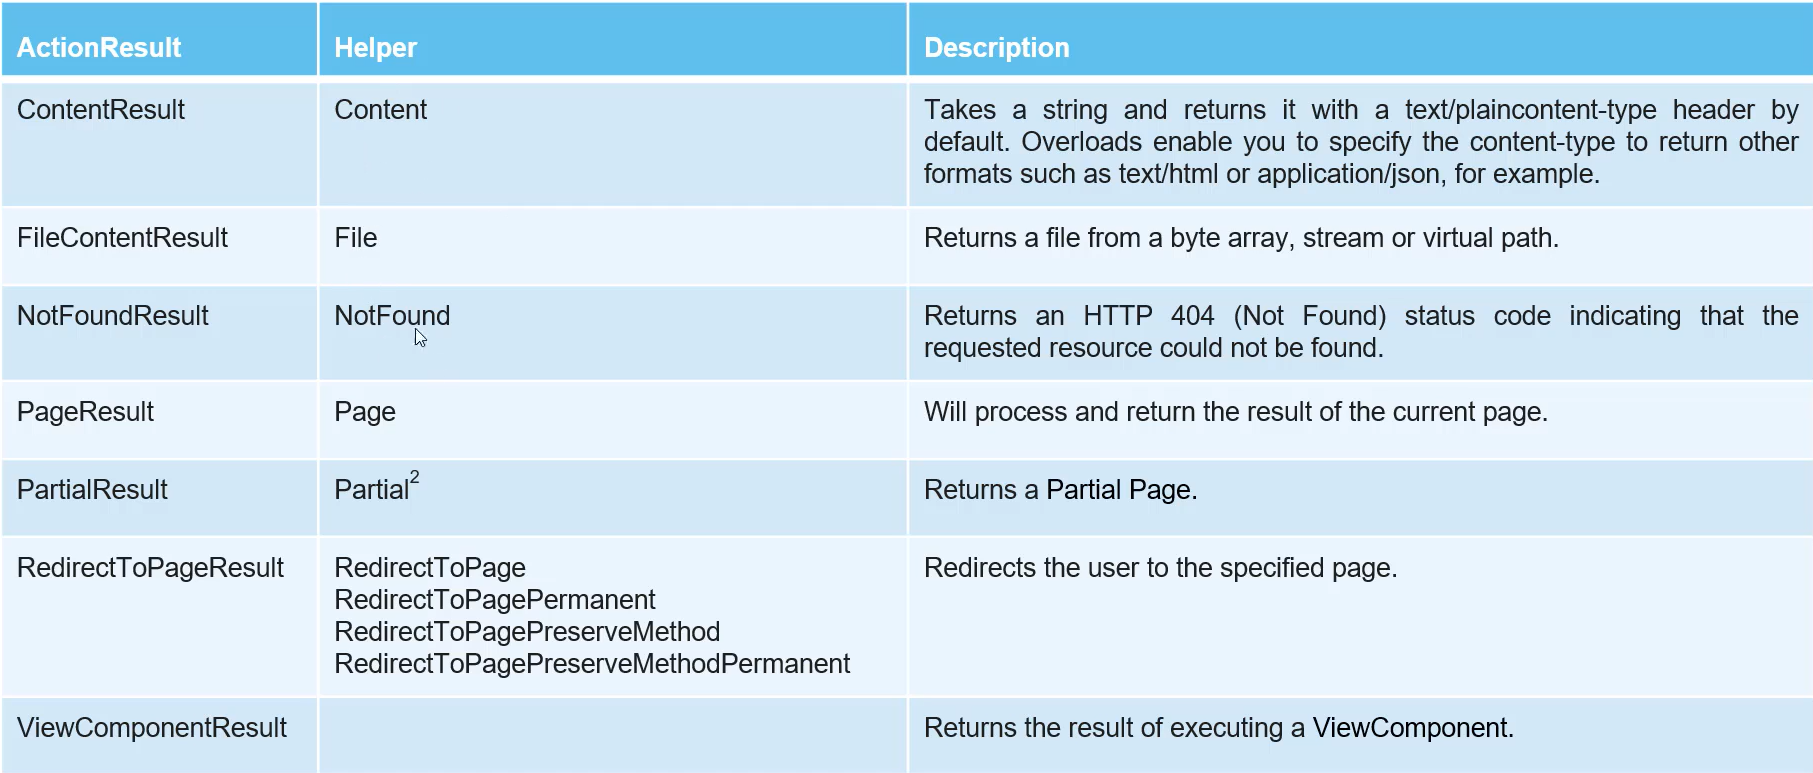 ActionResult Helper Description
ContentResult Content Takes a string and returns it with a text/plaincontent-type header by
default. Overloads enable you to specify the content-type to return other
formats such as text/html or application/json, for example.
FileContentResult File Returns a file from a byte array, stream or virtual path.
NotFoundResult NotFound Returns an HTTP 404 (Not Found) status code indicating that the
requested resource could not be found.
PageResult Page Will process and return the result of the current page.
PartialResult Partial² Returns a Partial Page.
RedirectToPageResult RedirectToPage Redirects the user to the specified page.
RedirectToPagePermanent
RedirectToPagePreserveMethod
RedirectToPagePreserveMethodPermanent
ViewComponentResult Returns the result of executing a ViewComponent.